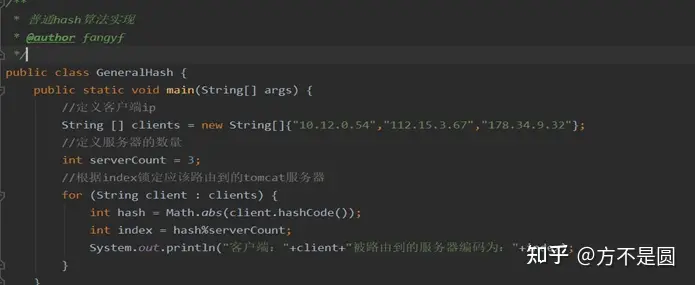 /**
* 普通hash算法实现
* @author fangyf
*/
public class GeneralHash {
public static void main(String[] args) {
//定义客户端ip
String [] clients = new String[]{"10.12.0.54","112.15.3.67","178.34.9.32"};
//定义服务器的数量
int serverCount = 3;
//根据index锁定应该路由到的tomcat服务器
for (String client : clients) {
int hash = Math.abs(client.hashCode());
int index = hash%serverCount;
System.out.println("客户端："+client+"被路由到的服务器编码为："+index);
}
}
知乎 @方不是圆